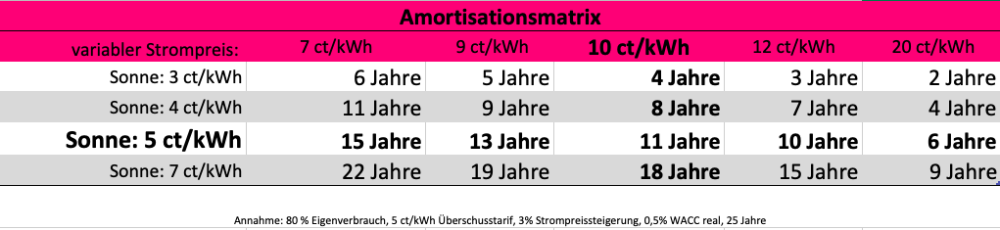 Amortisationsmatrix
variabler Strompreis: 7 ct/kWh 9 ct/kWh 10 ct/kWh 12 ct/kWh 20 ct/kWh
Sonne: 3 ct/kWh 6 Jahre 5 Jahre 4 Jahre 3 Jahre 2 Jahre
Sonne: 4 ct/kWh 11 Jahre 9 Jahre 8 Jahre 7 Jahre 4 Jahre
Sonne: 5 ct/kWh 15 Jahre 13 Jahre 11 Jahre 10 Jahre 6 Jahre
Sonne: 7 ct/kWh 22 Jahre 19 Jahre 18 Jahre 15 Jahre 9 Jahre
Annahme: 80 % Eigenverbrauch, 5 ct/kWh Überschusstarif, 3% Strompreissteigerung, 0,5% WACC real, 25 Jahre